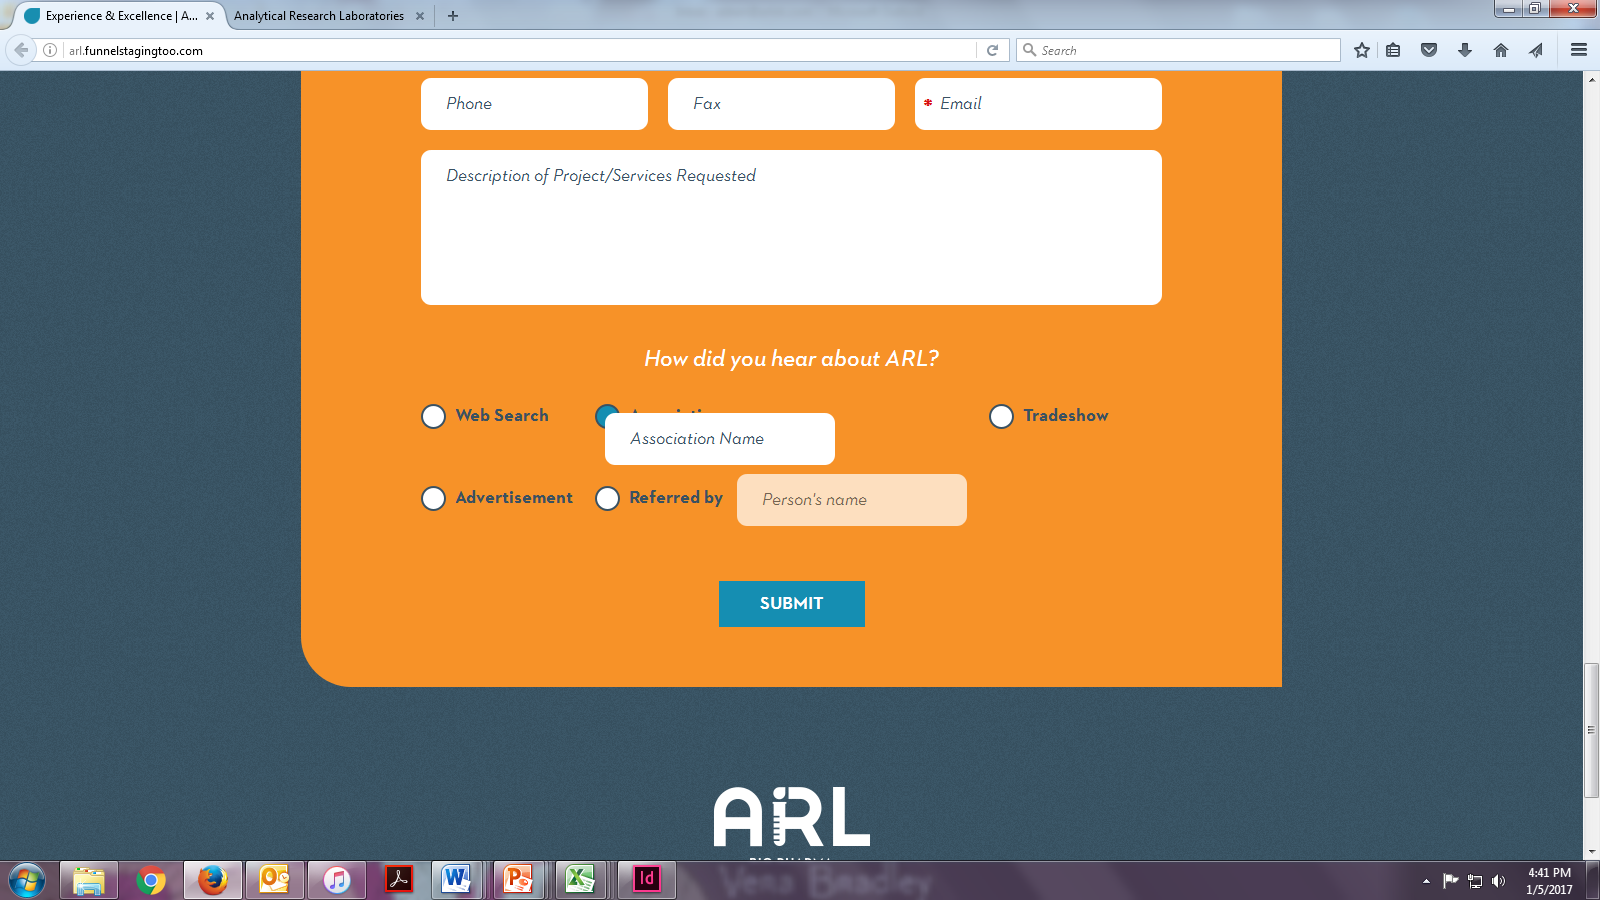 Experience & Excellence | A...
Analytical Research Laboratories
arl.funnelstagingtoo.com
Search
Phone
Fax
* Email
Description of Project/Services Requested
How did you hear about ARL?
Web Search
Tradeshow
Association Name
Advertisement
Referred by
Person's name
SUBMIT
ARL
4:41 PM
1/5/2017